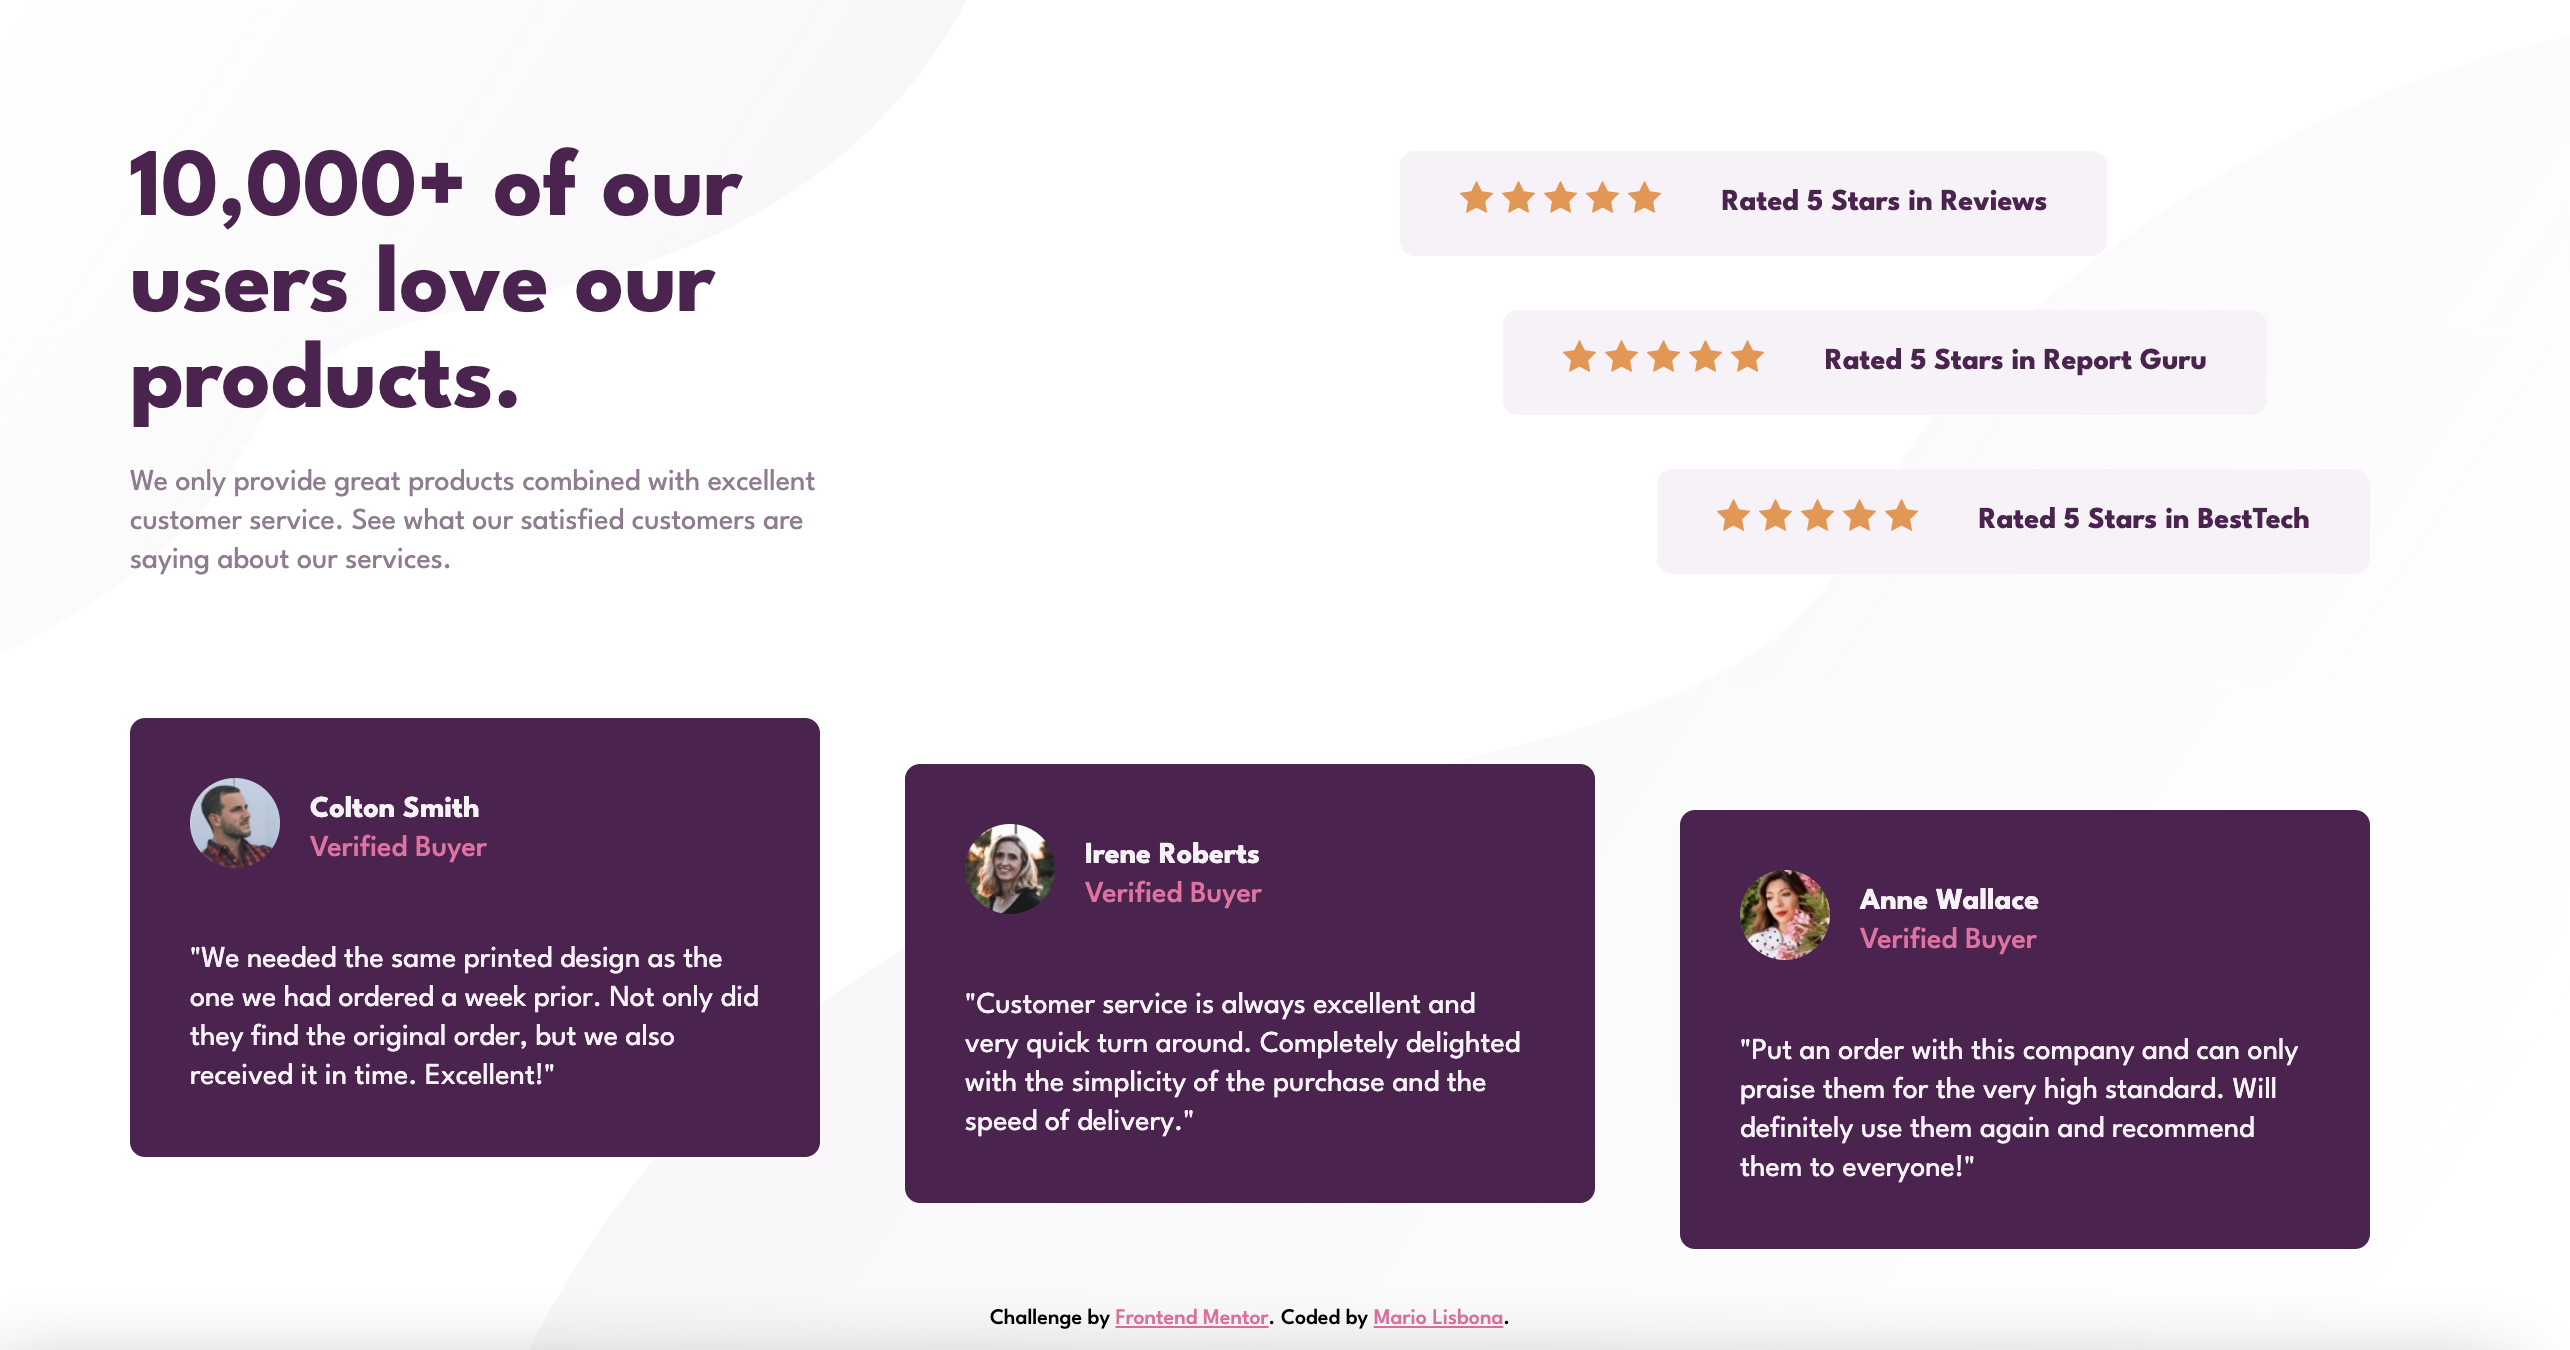 10,000+ of our
users love our
products.
We only provide great products combined with excellent
customer service. See what our satisfied customers are
saying about our services.
Rated 5 Stars in Reviews
Rated 5 Stars in Report Guru
Rated 5 Stars in BestTech
Colton Smith
Verified Buyer
"We needed the same printed design as the
one we had ordered a week prior. Not only did
they find the original order, but we also
received it in time. Excellent!"
Irene Roberts
Verified Buyer
"Customer service is always excellent and
very quick turn around. Completely delighted
with the simplicity of the purchase and the
speed of delivery."
Anne Wallace
Verified Buyer
"Put an order with this company and can only
praise them for the very high standard. Will
definitely use them again and recommend
them to everyone!"
Challenge by Frontend Mentor. Coded by Mario Lisbona.